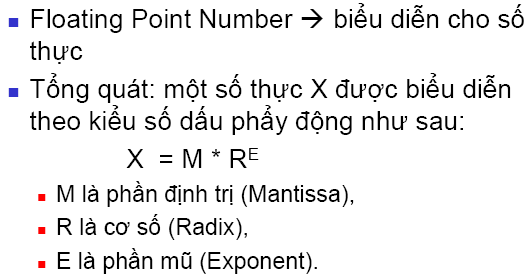 Floating Point Number → biểu diễn cho số
thực
Tổng quát: một số thực X được biểu diễn
theo kiểu số dấu phẩy động như sau:
X = M * R^E
M là phần định trị (Mantissa),
R là cơ số (Radix),
E là phần mũ (Exponent).